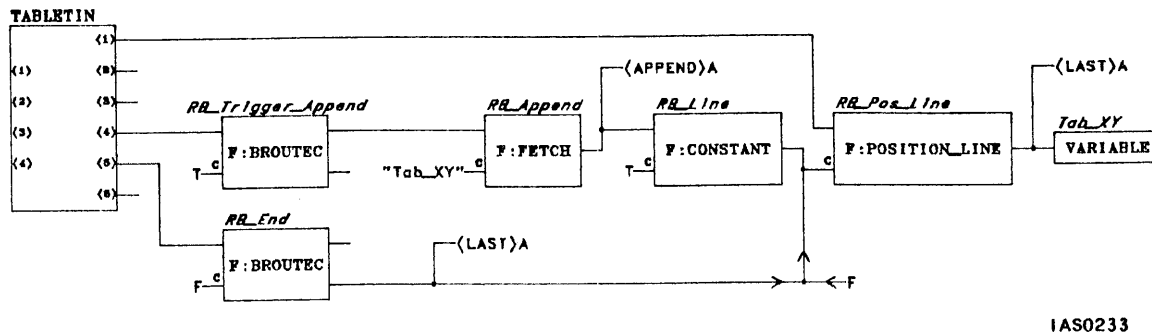 TABLETIN
<1>
<1>
<2>
<2>
<3>
<3>
<4>
<4>
<5>
<6>
RB_Trigger_Append
F:BROUTEC
T
C
RB_Append
F:FETCH
"Tab_XY"
C
<APPEND>A
RB_Line
F:CONSTANT
T
C
RB_Pos_Line
F:POSITION_LINE
C
<LAST>A
Tab_XY
VARIABLE
RB_End
F:BROUTEC
F
C
<LAST>A
F
IAS0233